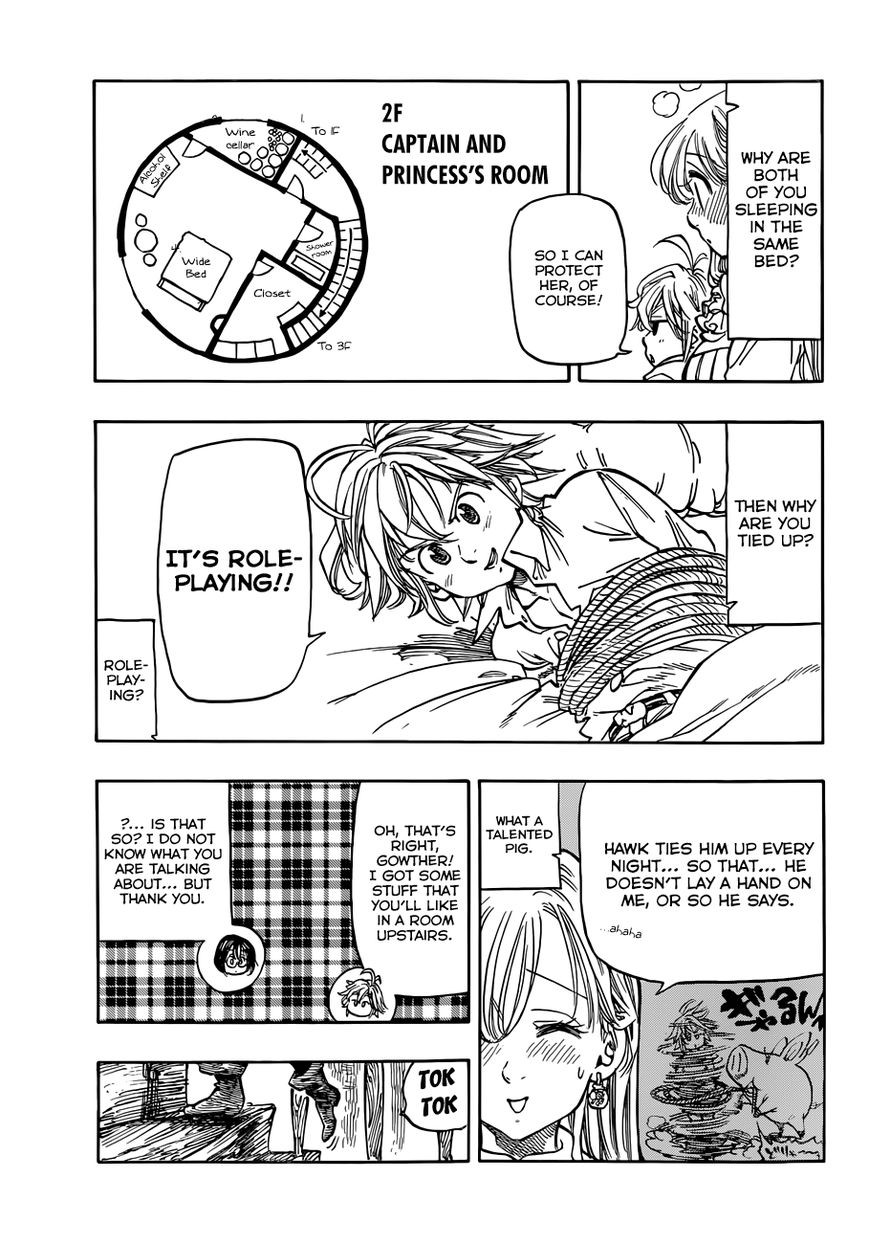 WHY ARE
BOTH
OF YOU
SLEEPING
IN THE
SAME
BED?
SO I CAN
PROTECT
HER, OF
COURSE!
2F
CAPTAIN AND
PRINCESS'S ROOM
1.
To 1F
Wine
cellar
Alcohol
Shelf
Wide
Bed
Shower
room
Closet
To 3F
THEN WHY
ARE YOU
TIED UP?
IT'S ROLE-
PLAYING!!
ROLE-
PLAY-
ING?
HAWK TIES HIM UP EVERY
NIGHT... SO THAT... HE
DOESN'T LAY A HAND ON
ME, OR SO HE SAYS.
...ahaha
WHAT A
TALENTED
PIG.
OH, THAT'S
RIGHT,
GOWTHER!
I GOT SOME
STUFF THAT
YOU'LL LIKE
IN A ROOM
UPSTAIRS.
?... IS THAT
SO? I DO NOT
KNOW WHAT YOU
ARE TALKING
ABOUT... BUT
THANK YOU.
TOK
TOK